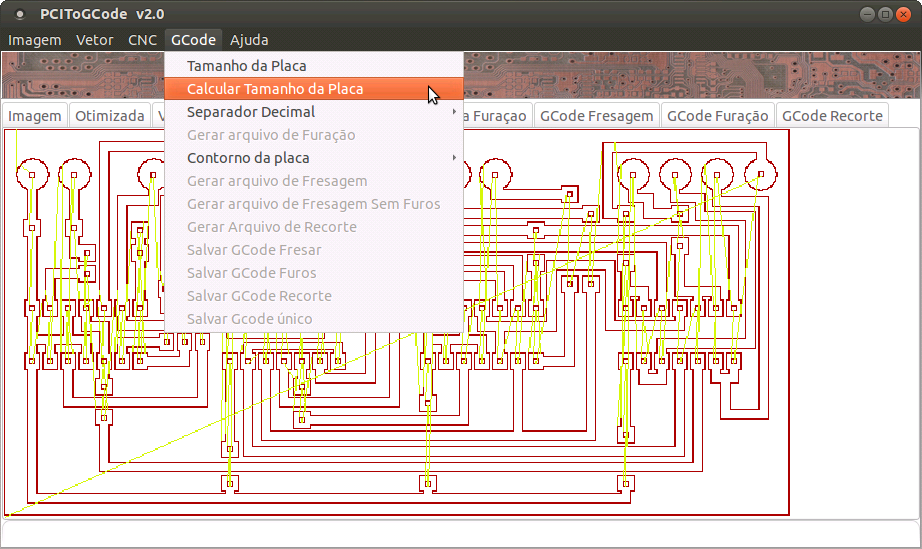 PCIToGCode v2.0
Imagem Vetor CNC GCode Ajuda
Tamanho da Placa
Calcular Tamanho da Placa
Separador Decimal
Gerar arquivo de Furação
Contorno da placa
Gerar arquivo de Fresagem
Gerar arquivo de Fresagem Sem Furos
Gerar Arquivo de Recorte
Salvar GCode Fresar
Salvar GCode Furos
Salvar GCode Recorte
Salvar Gcode único
Imagem Otimizada Furaçao GCode Fresagem GCode Furação GCode Recorte